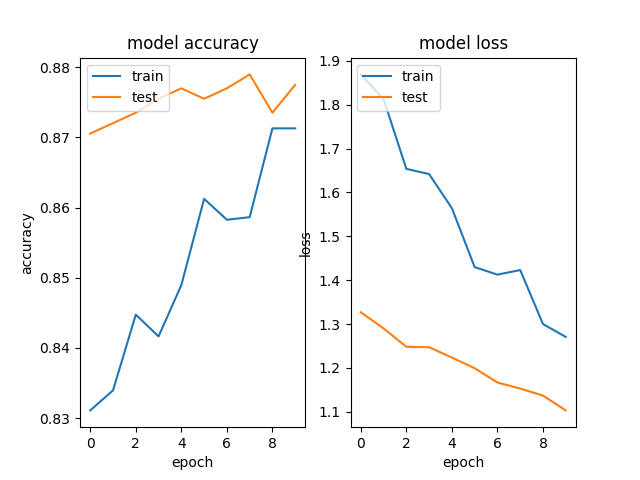 model accuracy
0.88
0.87
0.86
0.85
0.84
0.83
accuracy
0 2 4 6 8
epoch
train
test
model loss
1.9
1.8
1.7
1.6
1.5
1.4
1.3
1.2
1.1
loss
0 2 4 6 8
epoch
train
test